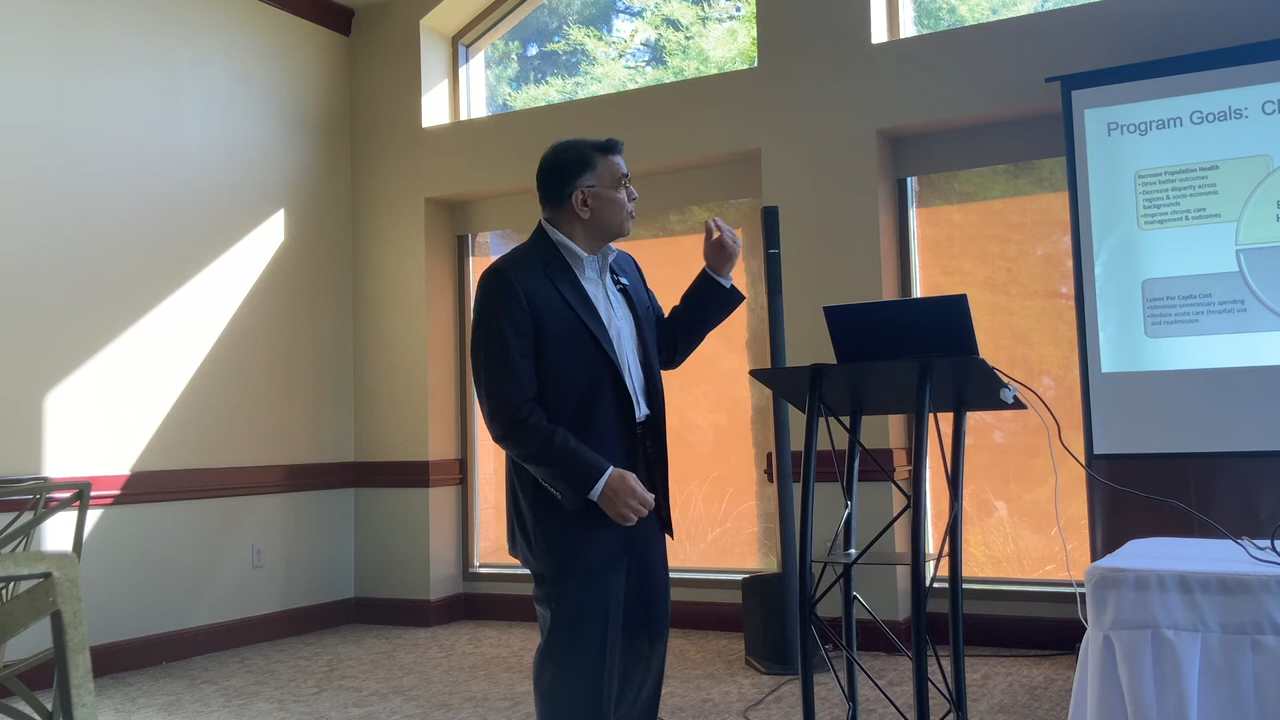 Program Goals: C
Increase Population Health
• Drive better outcomes
• Decrease disparity across
regions & socio-economic
backgrounds
• Improve chronic care
management & outcomes
Lower Per Capita Cost
• Minimize unnecessary spending
• Reduce acute care (hospital) use
and readmission